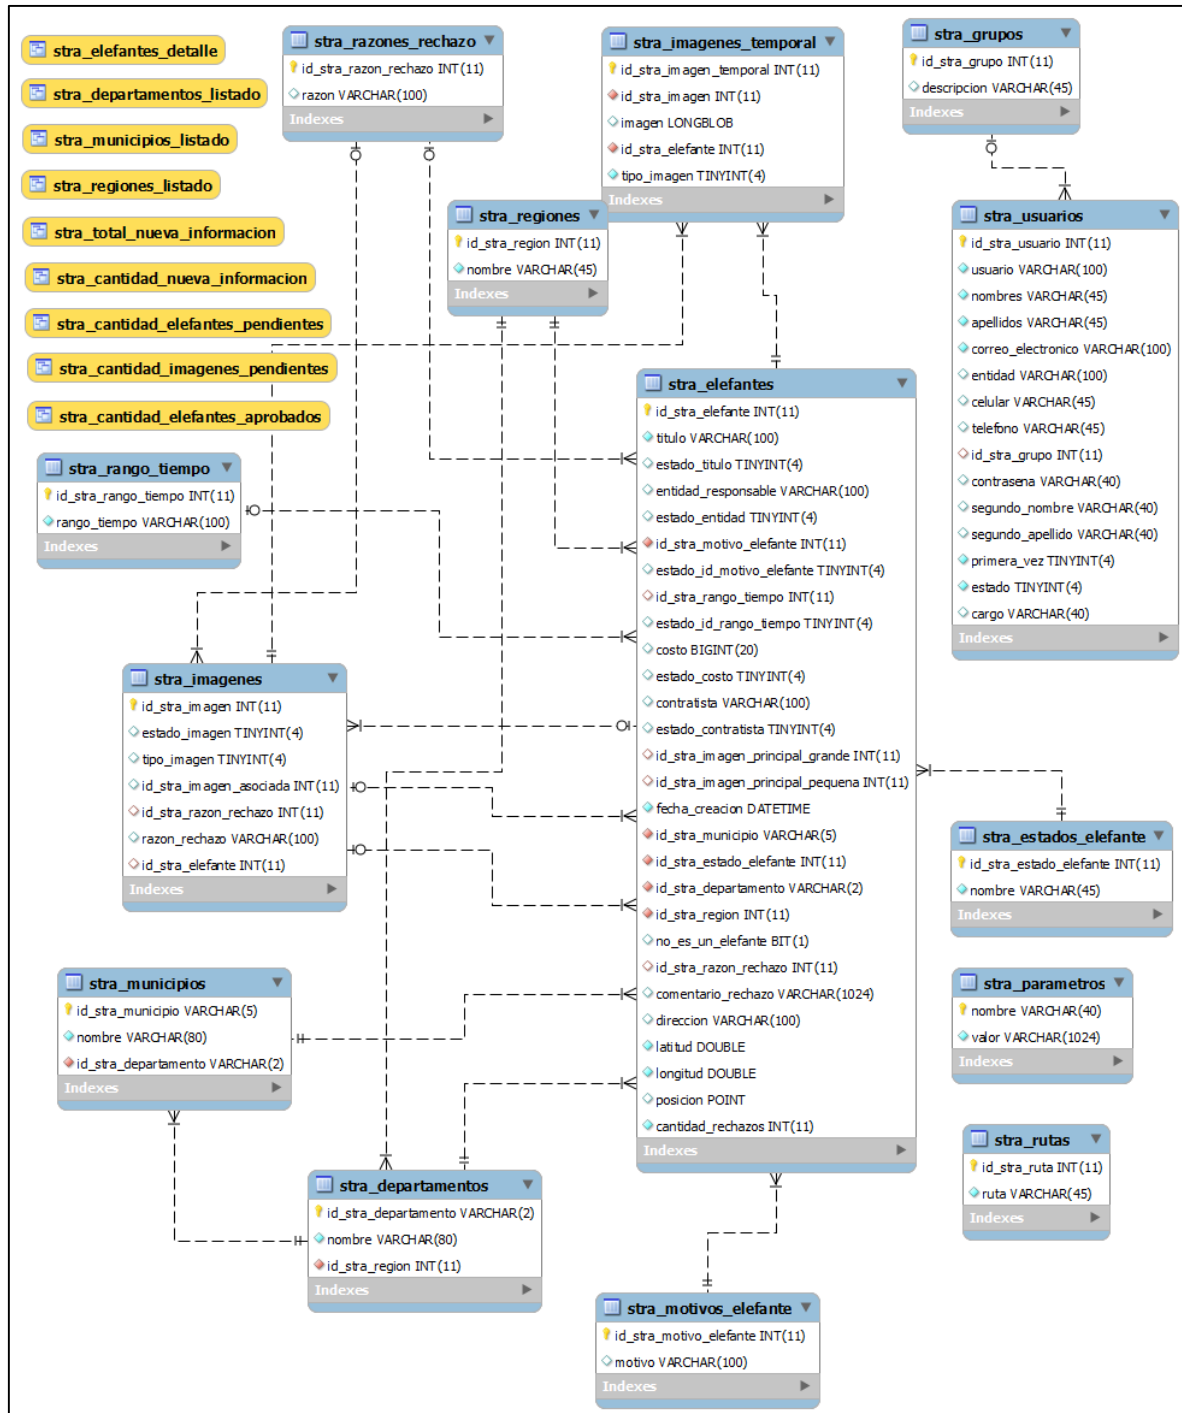 stra_elefantes_detalle
stra_departamentos_listado
stra_municipios_listado
stra_regiones_listado
stra_total_nueva_informacion
stra_cantidad_nueva_informacion
stra_cantidad_elefantes_pendientes
stra_cantidad_imagenes_pendientes
stra_cantidad_elefantes_aprobados
stra_razones_rechazo
id_stra_razon_rechazo INT(11)
razon VARCHAR(100)
Indexes
stra_imagenes_temporal
id_stra_imagen_temporal INT(11)
id_stra_imagen INT(11)
imagen LONGBLOB
id_stra_elefante INT(11)
tipo_imagen TINYINT(4)
Indexes
stra_grupos
id_stra_grupo INT(11)
descripcion VARCHAR(45)
Indexes
stra_regiones
id_stra_region INT(11)
nombre VARCHAR(45)
Indexes
stra_usuarios
id_stra_usuario INT(11)
usuario VARCHAR(100)
nombres VARCHAR(45)
apellidos VARCHAR(45)
correo_electronico VARCHAR(100)
entidad VARCHAR(100)
celular VARCHAR(45)
telefono VARCHAR(45)
id_stra_grupo INT(11)
contrasena VARCHAR(40)
segundo_nombre VARCHAR(40)
segundo_apellido VARCHAR(40)
primera_vez TINYINT(4)
estado TINYINT(4)
cargo VARCHAR(40)
Indexes
stra_rango_tiempo
id_stra_rango_tiempo INT(11)
rango_tiempo VARCHAR(100)
Indexes
stra_elefantes
id_stra_elefante INT(11)
titulo VARCHAR(100)
estado_titulo TINYINT(4)
entidad_responsable VARCHAR(100)
estado_entidad TINYINT(4)
id_stra_motivo_elefante INT(11)
estado_id_motivo_elefante TINYINT(4)
id_stra_rango_tiempo INT(11)
estado_id_rango_tiempo TINYINT(4)
costo BIGINT(20)
estado_costo TINYINT(4)
contratista VARCHAR(100)
estado_contratista TINYINT(4)
id_stra_imagen_principal_grande INT(11)
id_stra_imagen_principal_pequena INT(11)
fecha_creacion DATETIME
id_stra_municipio VARCHAR(5)
id_stra_estado_elefante INT(11)
id_stra_departamento VARCHAR(2)
id_stra_region INT(11)
no_es_un_elefante BIT(1)
id_stra_razon_rechazo INT(11)
comentario_rechazo VARCHAR(1024)
direccion VARCHAR(100)
latitud DOUBLE
longitud DOUBLE
posicion POINT
cantidad_rechazos INT(11)
Indexes
stra_imagenes
id_stra_imagen INT(11)
estado_imagen TINYINT(4)
tipo_imagen TINYINT(4)
id_stra_imagen_asociada INT(11)
id_stra_razon_rechazo INT(11)
razon_rechazo VARCHAR(100)
id_stra_elefante INT(11)
Indexes
stra_estados_elefante
id_stra_estado_elefante INT(11)
nombre VARCHAR(45)
Indexes
stra_municipios
id_stra_municipio VARCHAR(5)
nombre VARCHAR(80)
id_stra_departamento VARCHAR(2)
Indexes
stra_parametros
nombre VARCHAR(40)
valor VARCHAR(1024)
Indexes
stra_rutas
id_stra_ruta INT(11)
ruta VARCHAR(45)
Indexes
stra_departamentos
id_stra_departamento VARCHAR(2)
nombre VARCHAR(80)
id_stra_region INT(11)
Indexes
stra_motivos_elefante
id_stra_motivo_elefante INT(11)
motivo VARCHAR(100)
Indexes